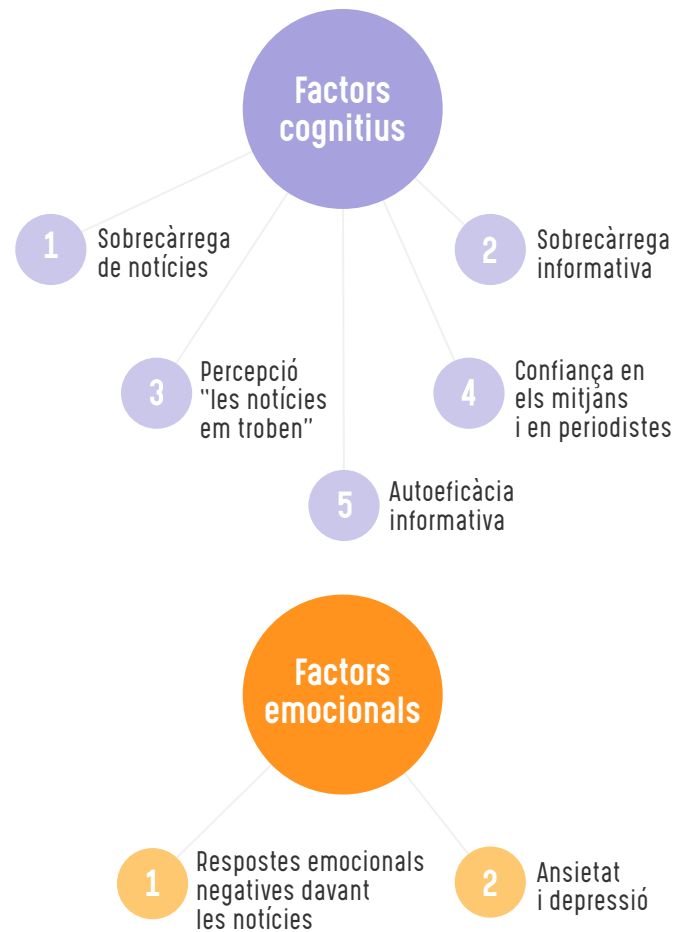 Factors
cognitius
1
Sobrecàrrega
de notícies
2
Sobrecàrrega
informativa
3
Percepció
"les notícies
em troben"
4
Confiança en
els mitjans
i en periodistes
5
Autoeficàcia
informativa
Factors
emocionals
1
Respostes emocionals
negatives davant
les notícies
2
Ansietat
i depressió